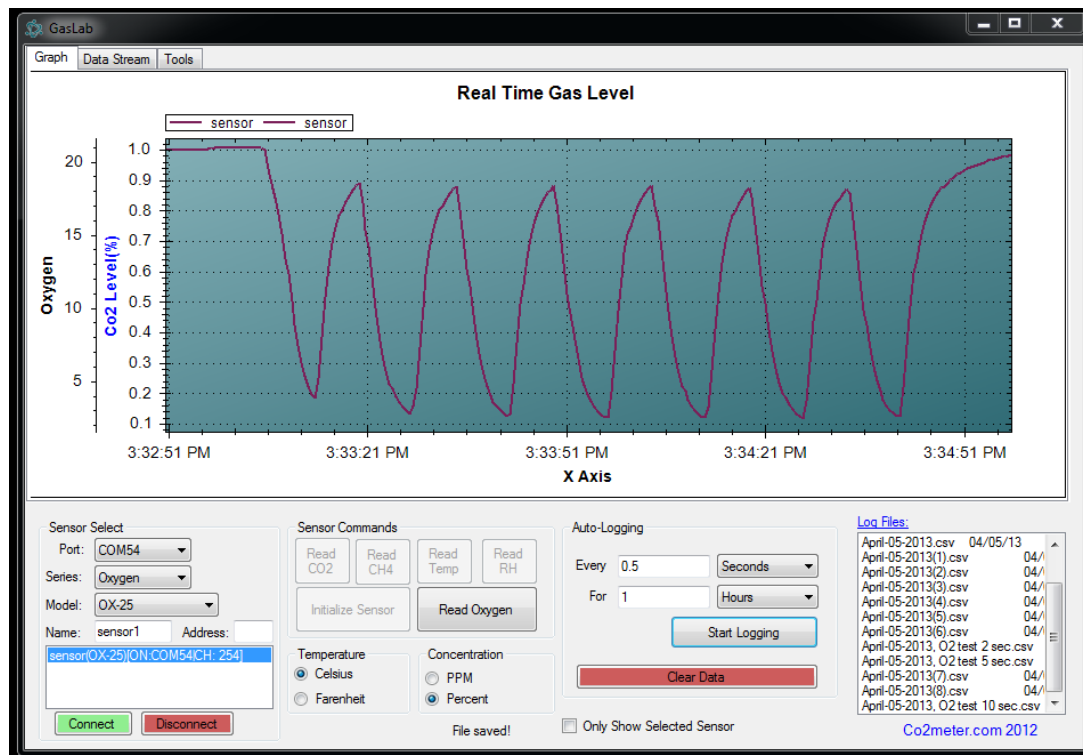 GasLab
Graph Data Stream Tools
Real Time Gas Level
sensor sensor
Oxygen
20
15
10
5
Co2 Level(%)
1.0
0.9
0.8
0.7
0.6
0.5
0.4
0.3
0.2
0.1
3:32:51 PM 3:33:21 PM 3:33:51 PM 3:34:21 PM 3:34:51 PM
X Axis
Sensor Select
Port: COM54
Series: Oxygen
Model: OX-25
Name: sensor1 Address:
sensor(OX-25)[ON:COM54|CH: 254]
Connect Disconnect
Sensor Commands
Read CO2
Read CH4
Read Temp
Read RH
Initialize Sensor Read Oxygen
Temperature
Celsius
Farenheit
Concentration
PPM
Percent
File saved!
Auto-Logging
Every 0.5 Seconds
For 1 Hours
Start Logging
Clear Data
Only Show Selected Sensor
Log Files:
April-05-2013.csv 04/05/13
April-05-2013(1).csv 04/
April-05-2013(2).csv 04/
April-05-2013(3).csv 04/
April-05-2013(4).csv 04/
April-05-2013(5).csv 04/
April-05-2013(6).csv 04/
April-05-2013, O2 test 2 sec.csv
April-05-2013, O2 test 5 sec.csv
April-05-2013(7).csv 04/
April-05-2013(8).csv 04/
April-05-2013, O2 test 10 sec.csv
Co2meter.com 2012